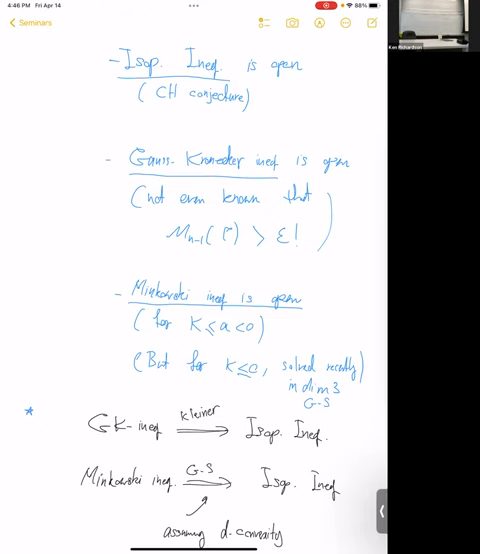 4:46 PM Fri Apr 14
88%
Seminars
Ken Richardson
- Isop. Ineq. is open
(CH conjecture)
- Gauss-Kronecker ineq is open
(not even known that
M_{n-1}(Γ) > ε!)
- Minkowski ineq is open
(for K ≤ a < 0)
(But for K ≤ 0, solved recently)
in dim 3
G-S
* GK-ineq Kleiner ⟹ Isop. Ineq.
Minkowski ineq. G-S ⟹ Isop. Ineq
assuming d-convexity